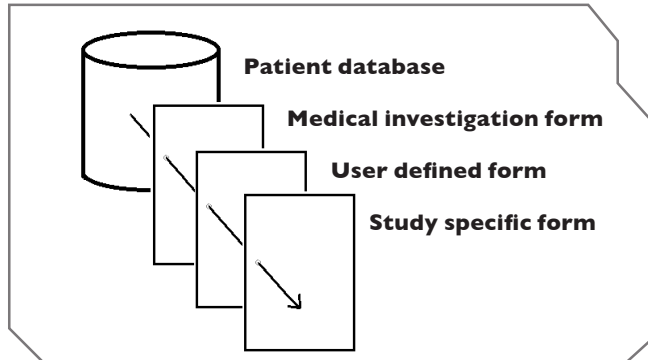 Patient database
Medical investigation form
User defined form
Study specific form